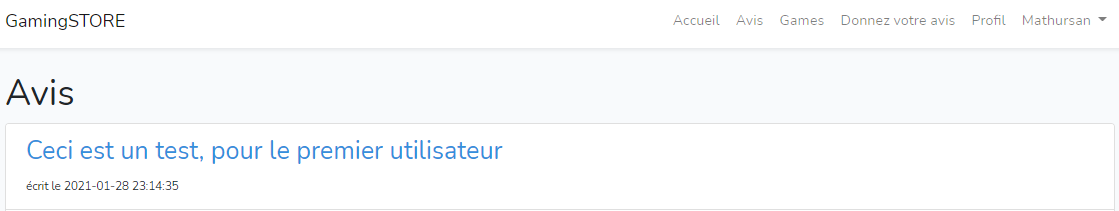 GamingSTORE Accueil Avis Games Donnez votre avis Profil Mathursan
Avis
Ceci est un test, pour le premier utilisateur
écrit le 2021-01-28 23:14:35